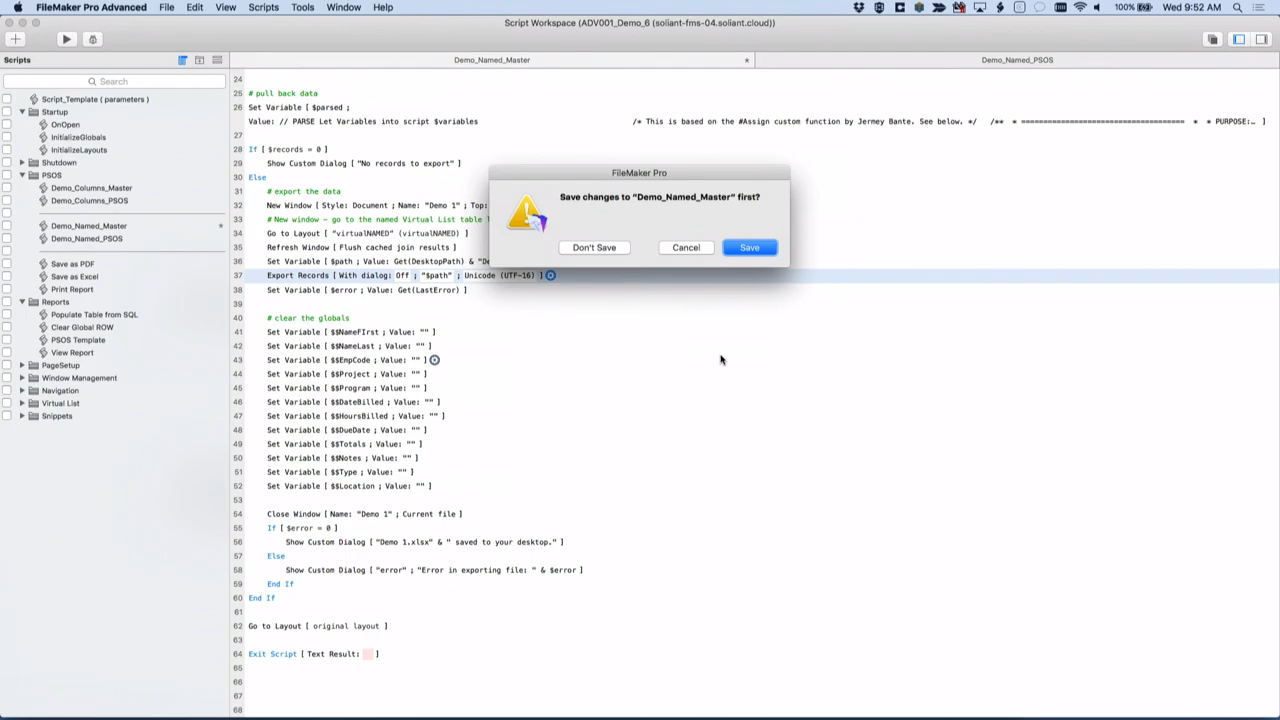 FileMaker Pro Advanced File Edit View Scripts Tools Window Help 100% Wed 9:52 AM
Script Workspace (ADV001_Demo_6 (soliant-fms-04.soliant.cloud))
Scripts
Demo_Named_Master *
Demo_Named_PSOS
Search
Script_Template ( parameters )
Startup
OnOpen
InitializeGlobals
InitializeLayouts
Shutdown
PSOS
Demo_Columns_Master
Demo_Columns_PSOS
Demo_Named_Master *
Demo_Named_PSOS
Save as PDF
Save as Excel
Print Report
Reports
Populate Table from SQL
Clear Global ROW
PSOS Template
View Report
PageSetup
Window Management
Navigation
Virtual List
Snippets
24
25 # pull back data
26 Set Variable [ $parsed ;
Value: // PARSE Let Variables into script $variables /* This is based on the #Assign custom function by Jermey Bante. See below. */ /** * ===================================== * * PURPOSE:… ]
27
28 If [ $records = 0 ]
29 Show Custom Dialog [ "No records to export" ]
30 Else
31 # export the data
32 New Window [ Style: Document ; Name: "Demo 1" ; Top:
33 # New window - go to the named Virtual List table
34 Go to Layout [ "virtualNAMED" (virtualNAMED) ]
35 Refresh Window [ Flush cached join results ]
36 Set Variable [ $path ; Value: Get(DesktopPath) & "De
37 Export Records [ With dialog: Off ; "$path" ; Unicode (UTF-16) ]
38 Set Variable [ $error ; Value: Get(LastError) ]
39
40 # clear the globals
41 Set Variable [ $$NameFIrst ; Value: "" ]
42 Set Variable [ $$NameLast ; Value: "" ]
43 Set Variable [ $$EmpCode ; Value: "" ]
44 Set Variable [ $$Project ; Value: "" ]
45 Set Variable [ $$Program ; Value: "" ]
46 Set Variable [ $$DateBilled ; Value: "" ]
47 Set Variable [ $$HoursBilled ; Value: "" ]
48 Set Variable [ $$DueDate ; Value: "" ]
49 Set Variable [ $$Totals ; Value: "" ]
50 Set Variable [ $$Notes ; Value: "" ]
51 Set Variable [ $$Type ; Value: "" ]
52 Set Variable [ $$Location ; Value: "" ]
53
54 Close Window [ Name: "Demo 1" ; Current file ]
55 If [ $error = 0 ]
56 Show Custom Dialog [ "Demo 1.xlsx" & " saved to your desktop." ]
57 Else
58 Show Custom Dialog [ "error" ; "Error in exporting file: " & $error ]
59 End If
60 End If
61
62 Go to Layout [ original layout ]
63
64 Exit Script [ Text Result: ]
65
66
67
68
FileMaker Pro
Save changes to "Demo_Named_Master" first?
Don't Save Cancel Save